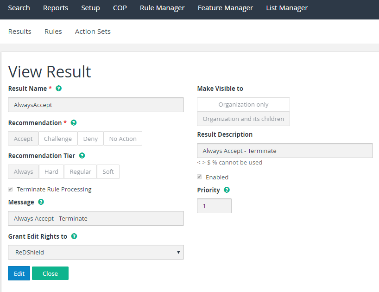 Search Reports Setup COP Rule Manager Feature Manager List Manager
Results Rules Action Sets
View Result
Result Name * ?
AlwaysAccept
Recommendation * ?
Accept Challenge Deny No Action
Recommendation Tier ?
Always Hard Regular Soft
Terminate Rule Processing
Message ?
Always Accept - Terminate
Grant Edit Rights to ?
ReDShield
Edit Close
Make Visible to
Organization only
Organization and its children
Result Description
Always Accept - Terminate
< > $ % cannot be used
Enabled
Priority ?
1